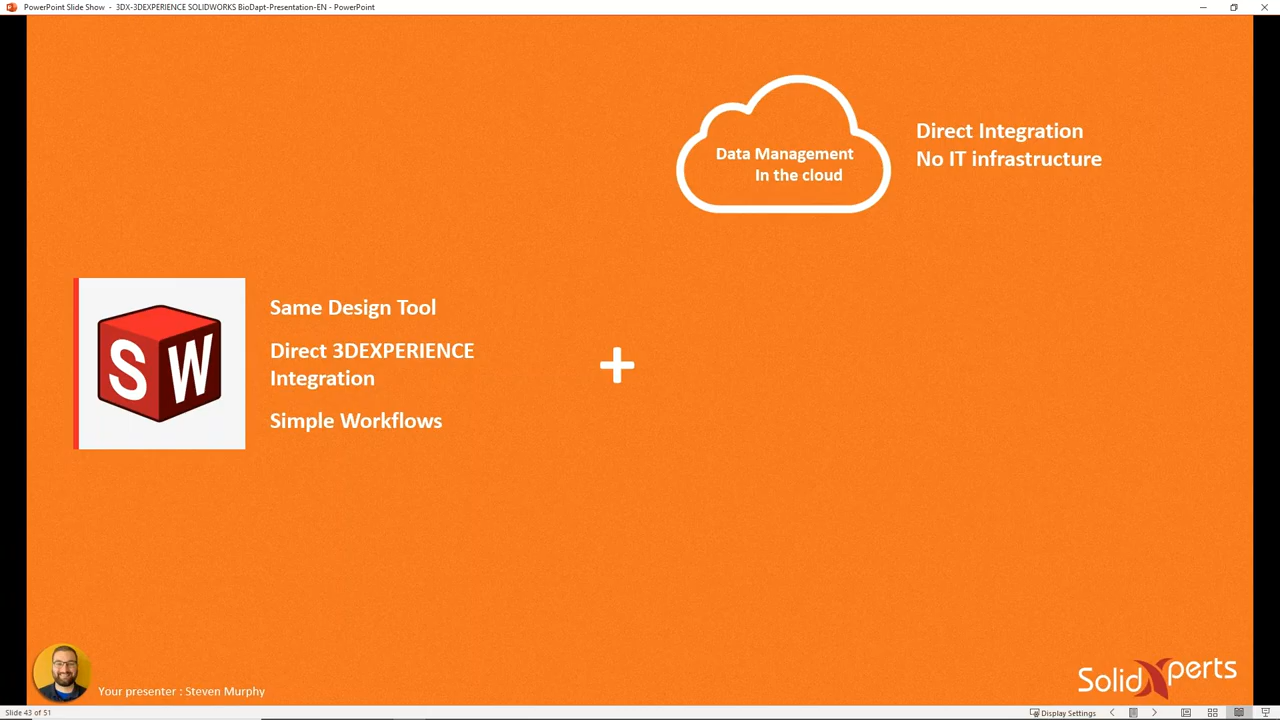 PowerPoint Slide Show - 3DX-3DEXPERIENCE SOLIDWORKS BioDapt-Presentation-EN - PowerPoint
Data Management
In the cloud
Direct Integration
No IT infrastructure
SW
Same Design Tool
Direct 3DEXPERIENCE
Integration
Simple Workflows
+
Your presenter : Steven Murphy
SolidXperts
Slide 43 of 51
Display Settings